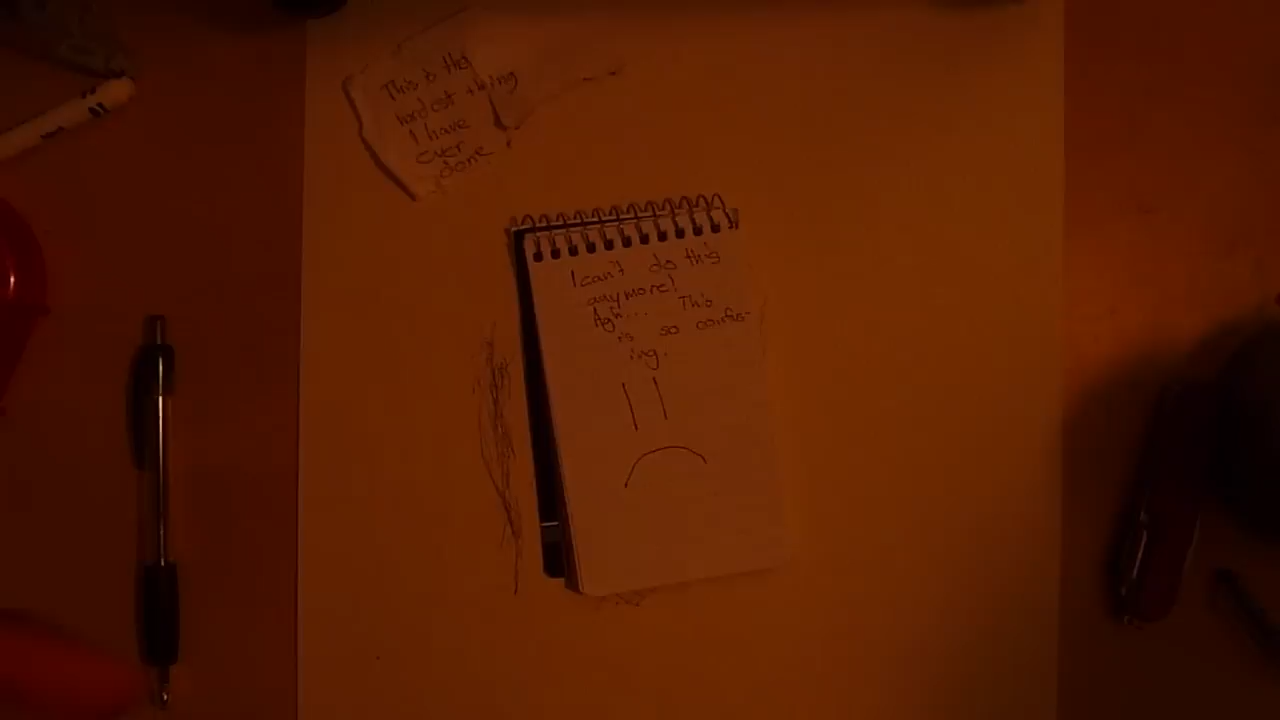 This is the
hardest thing
I have
ever
done.
I can't do this
anymore!
Agh... This
is so confus-
ing.